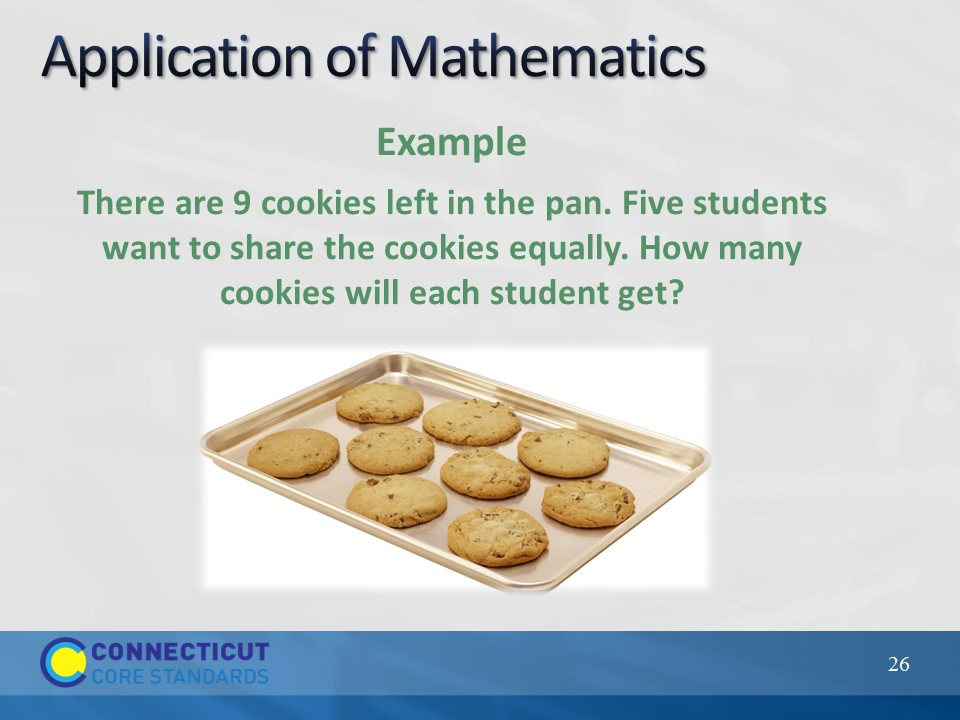 Application of Mathematics
Example
There are 9 cookies left in the pan. Five students
want to share the cookies equally. How many
cookies will each student get?
CONNECTICUT
CORE STANDARDS
26